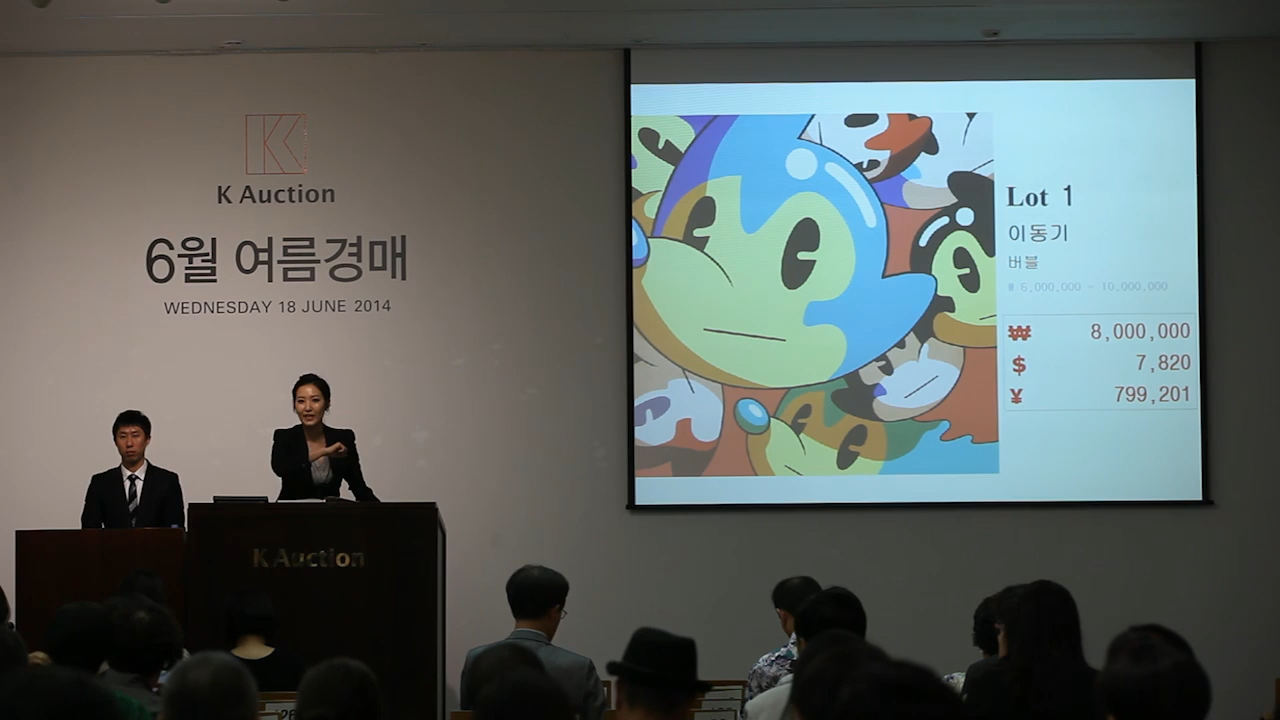 K Auction
6월 여름경매
WEDNESDAY 18 JUNE 2014
Lot 1
이동기
버블
₩ 6,000,000 - 10,000,000
₩ 8,000,000
$ 7,820
¥ 799,201
K Auction